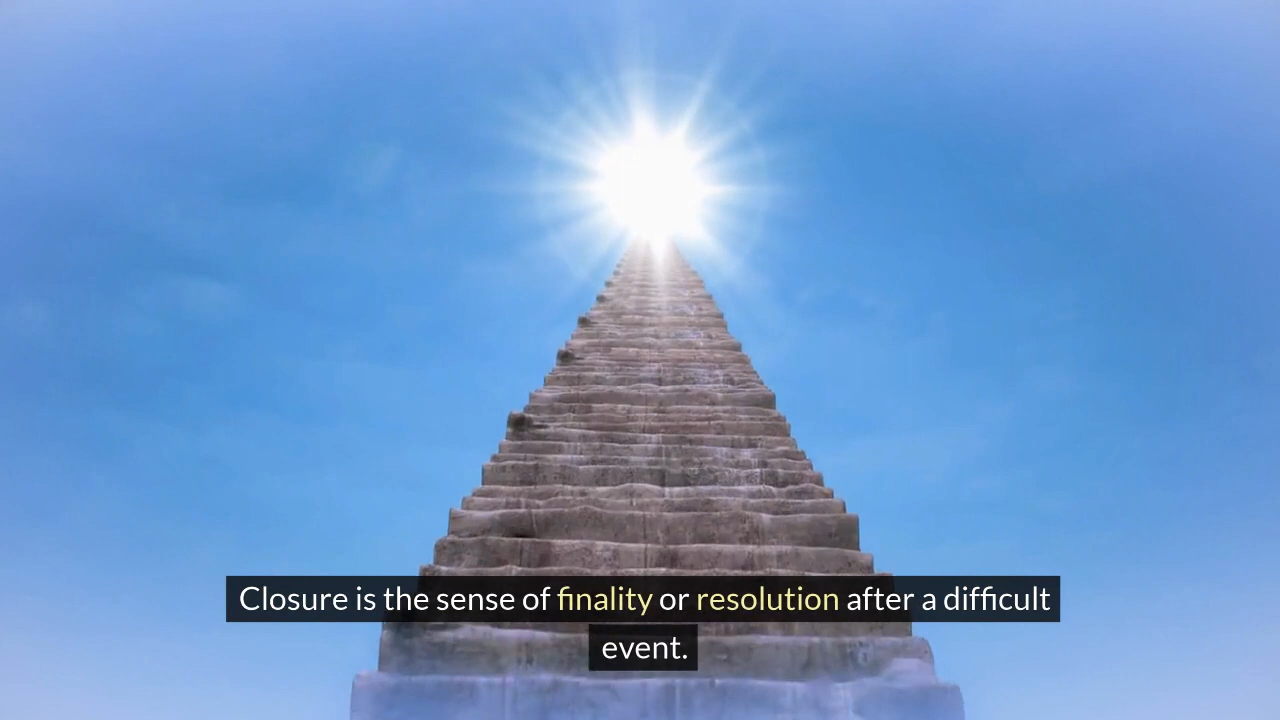 Closure is the sense of finality or resolution after a difficult
event.